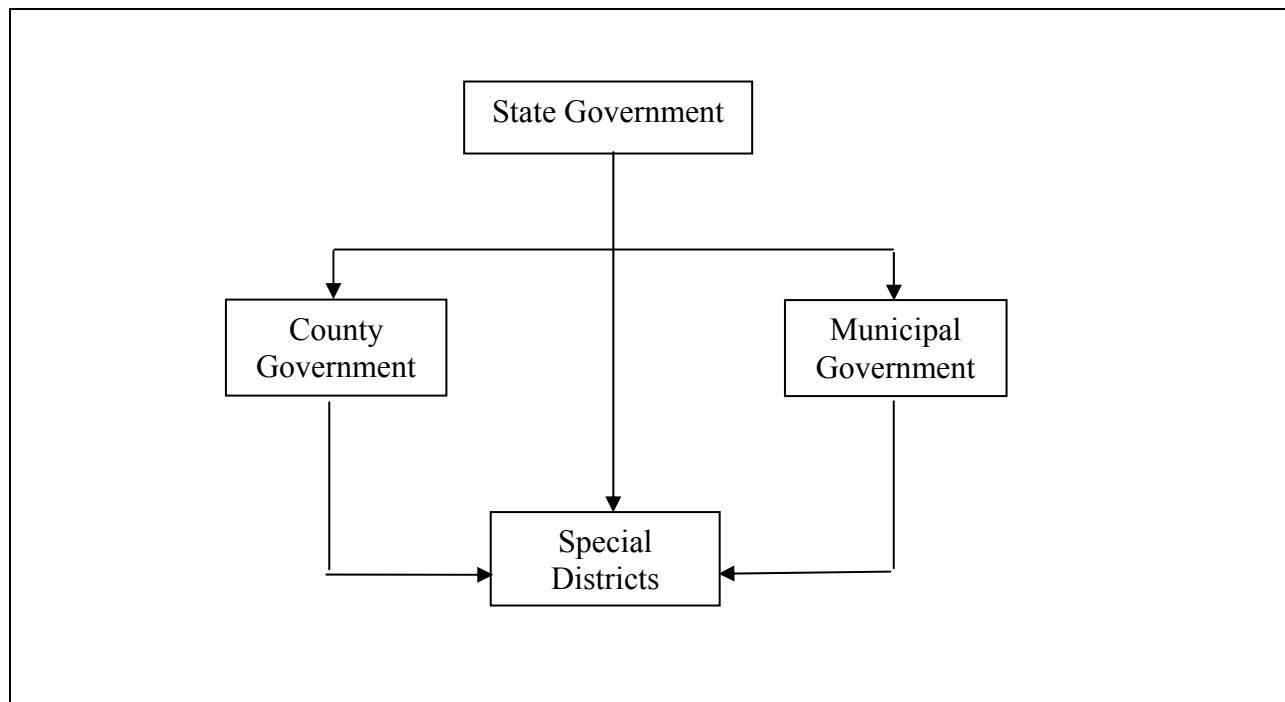 State Government
County
Government
Municipal
Government
Special
Districts